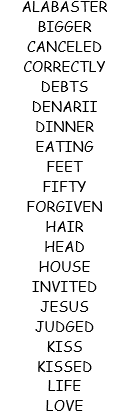 ALABASTER
BIGGER
CANCELED
CORRECTLY
DEBTS
DENARII
DINNER
EATING
FEET
FIFTY
FORGIVEN
HAIR
HEAD
HOUSE
INVITED
JESUS
JUDGED
KISS
KISSED
LIFE
LOVE